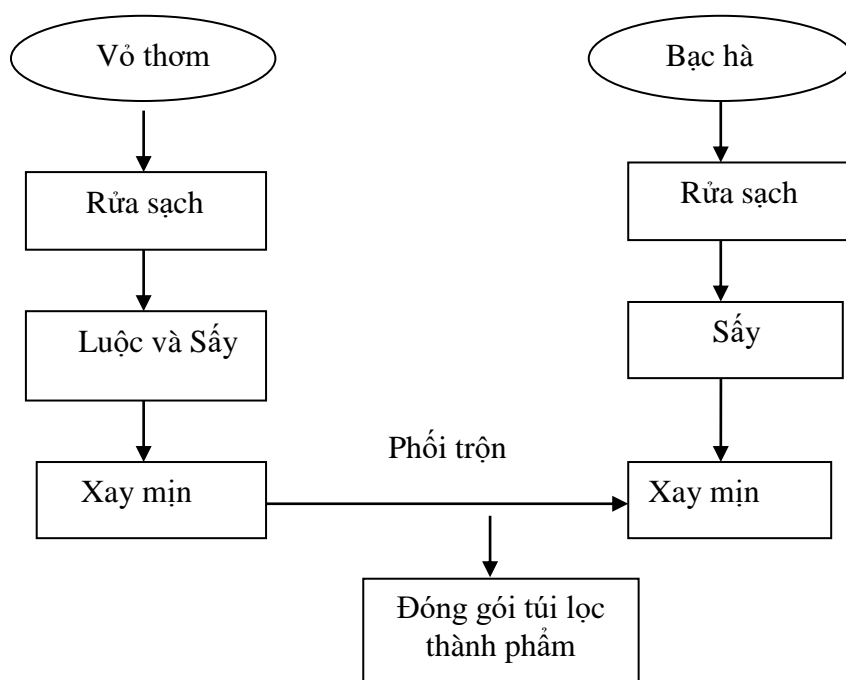 Vỏ thơm
Bạc hà
Rửa sạch
Rửa sạch
Luộc và Sấy
Sấy
Phối trộn
Xay mịn
Xay mịn
Đóng gói túi lọc
thành phẩm